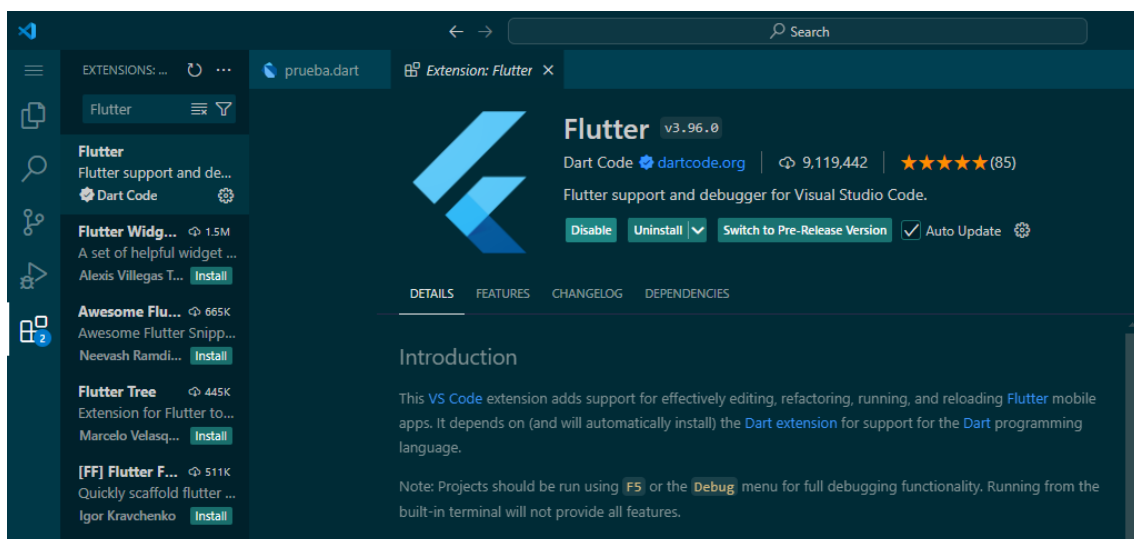 Search
EXTENSIONS: ...
prueba.dart
Extension: Flutter
Flutter
Flutter
Flutter support and de...
Dart Code
Flutter Widg... 1.5M
A set of helpful widget ...
Alexis Villegas T... Install
Awesome Flu... 665K
Awesome Flutter Snipp...
Neevash Ramdi... Install
Flutter Tree 445K
Extension for Flutter to...
Marcelo Velasq... Install
[FF] Flutter F... 511K
Quickly scaffold flutter ...
Igor Kravchenko Install
2
Flutter v3.96.0
Dart Code dartcode.org 9,119,442 (85)
Flutter support and debugger for Visual Studio Code.
Disable Uninstall Switch to Pre-Release Version Auto Update
DETAILS FEATURES CHANGELOG DEPENDENCIES
Introduction
This VS Code extension adds support for effectively editing, refactoring, running, and reloading Flutter mobile
apps. It depends on (and will automatically install) the Dart extension for support for the Dart programming
language.
Note: Projects should be run using F5 or the Debug menu for full debugging functionality. Running from the
built-in terminal will not provide all features.